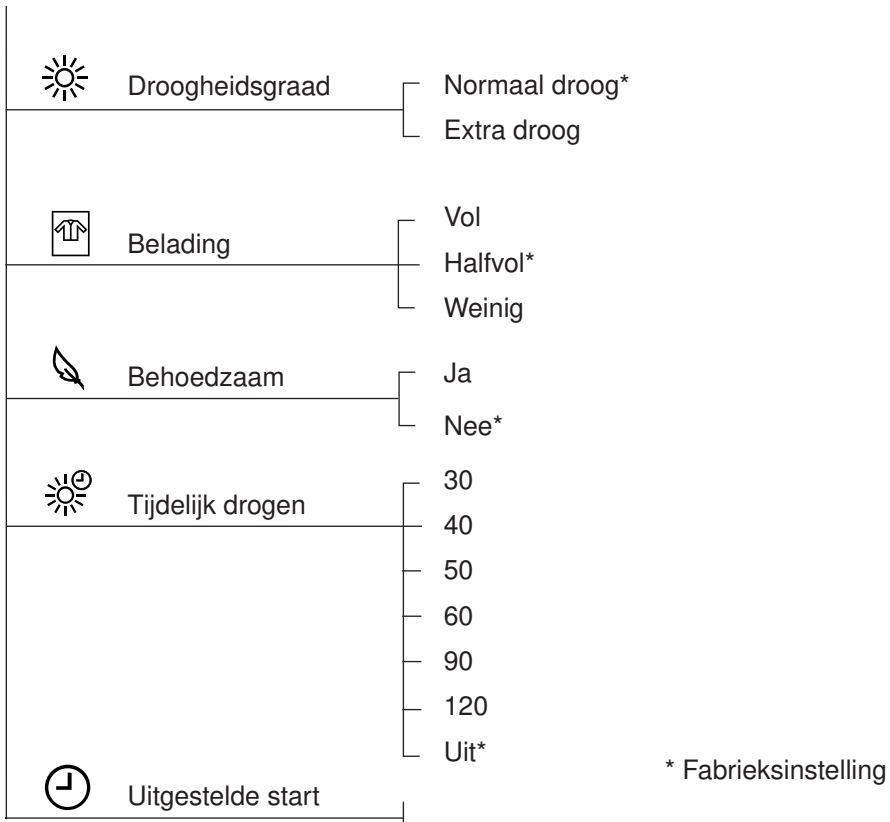 Droogheidsgraad
Normaal droog*
Extra droog
Belading
Vol
Halfvol*
Weinig
Behoedzaam
Ja
Nee*
Tijdelijk drogen
30
40
50
60
90
120
Uit*
* Fabrieksinstelling
Uitgestelde start